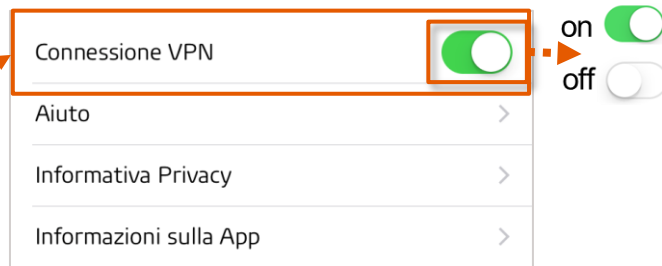 Connessione VPN
on
off
Aiuto
Informativa Privacy
Informazioni sulla App